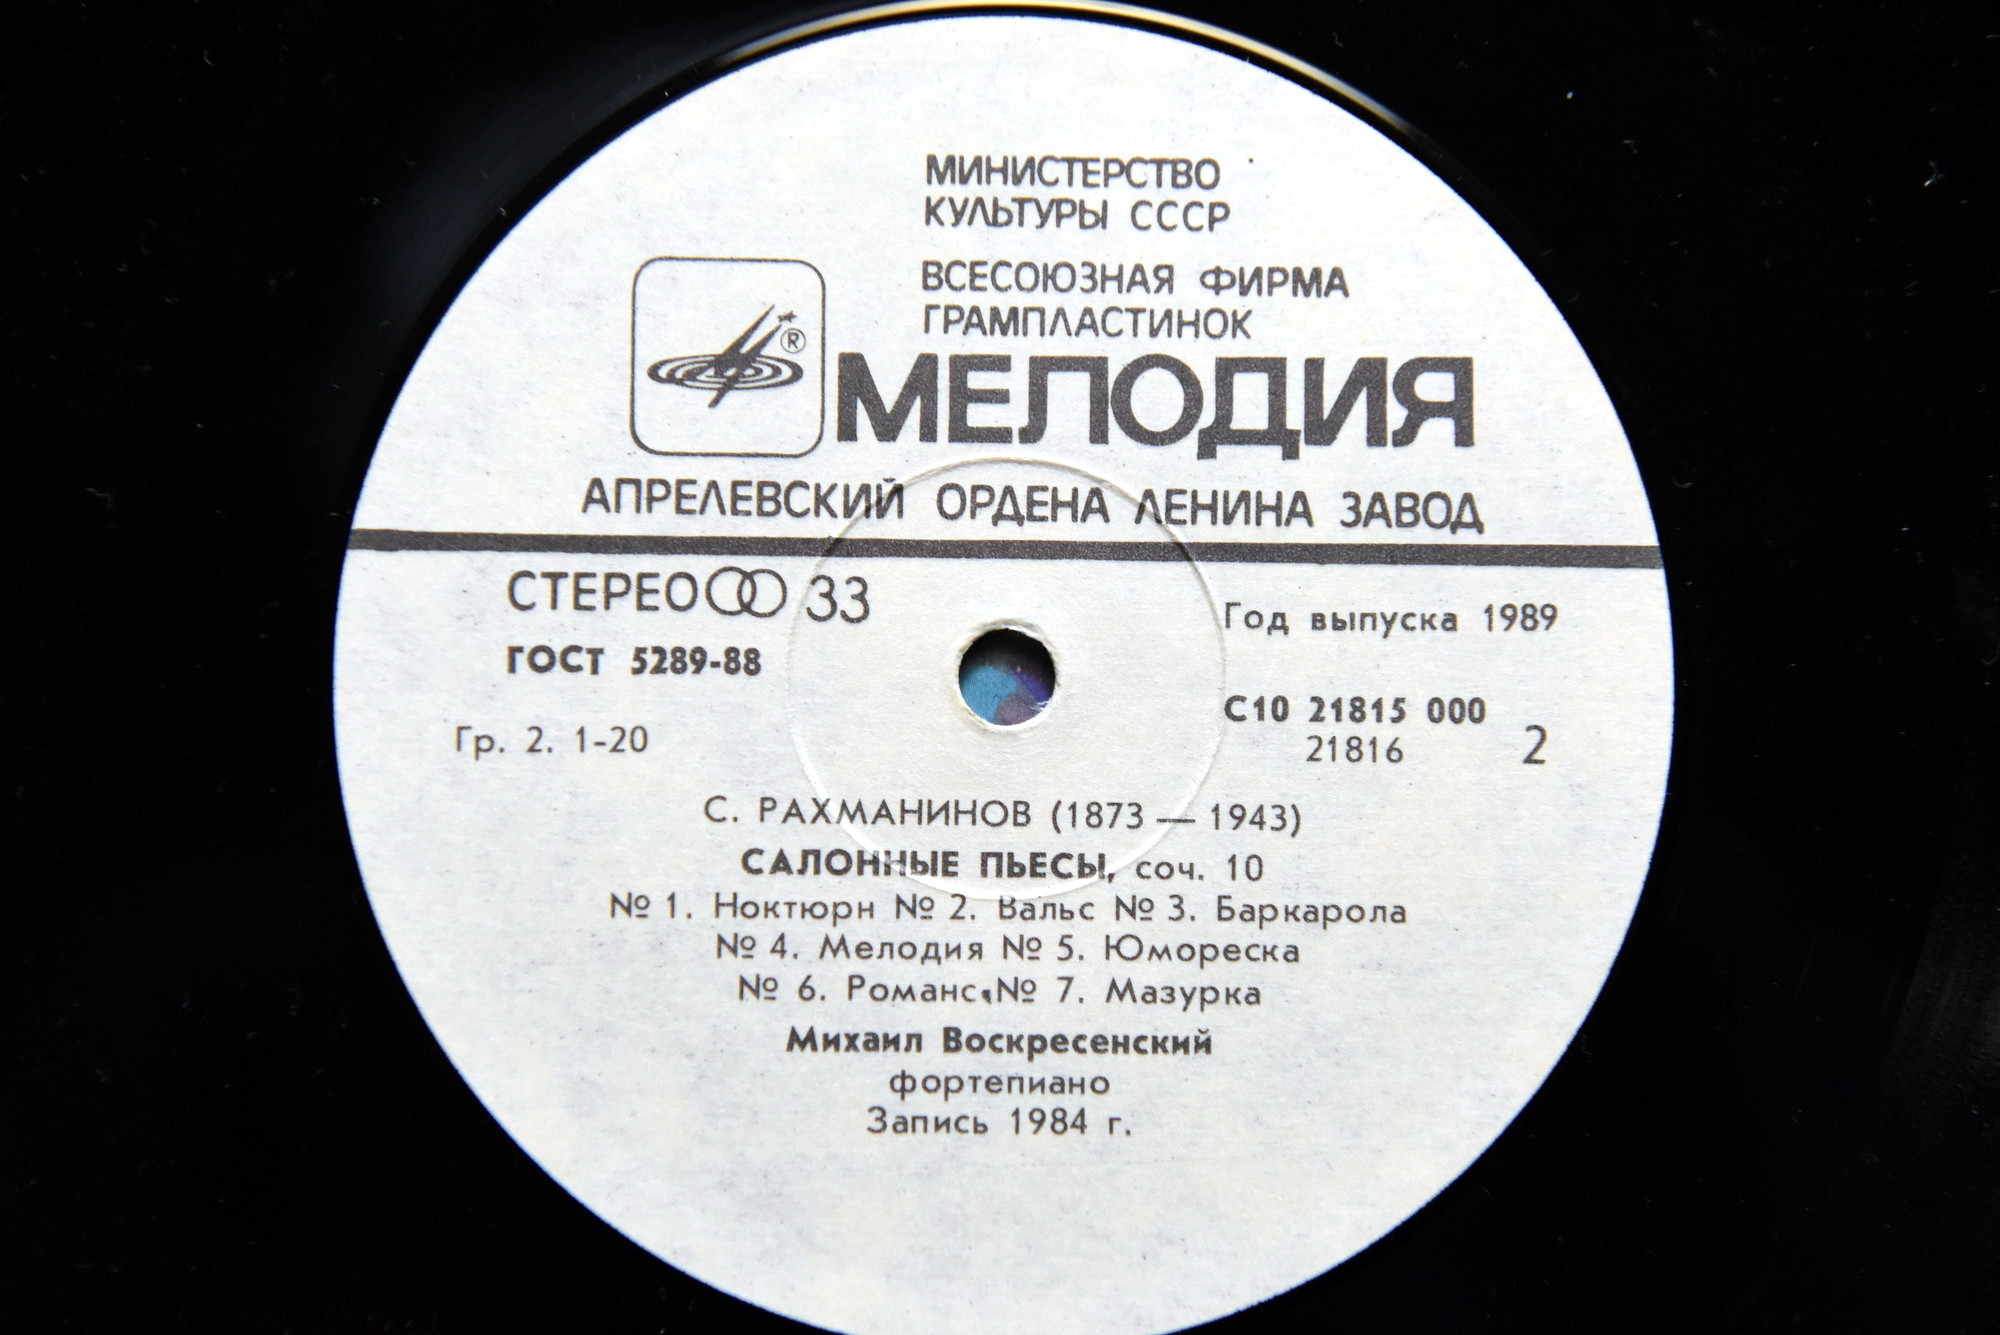 МИНИСТЕРСТВО
КУЛЬТУРЫ СССР
ВСЕСОЮЗНАЯ ФИРМА
ГРАМПЛАСТИНОК
®
МЕЛОДИЯ
АПРЕЛЕВСКИЙ ОРДЕНА ЛЕНИНА ЗАВОД
СТЕРЕО 33
ГОСТ 5289-88
Гр. 2. 1-20
Год выпуска 1989
С10 21815 000
21816 2
С. РАХМАНИНОВ (1873 — 1943)
САЛОННЫЕ ПЬЕСЫ, соч. 10
№ 1. Ноктюрн № 2. Вальс № 3. Баркарола
№ 4. Мелодия № 5. Юмореска
№ 6. Романс № 7. Мазурка
Михаил Воскресенский
фортепиано
Запись 1984 г.